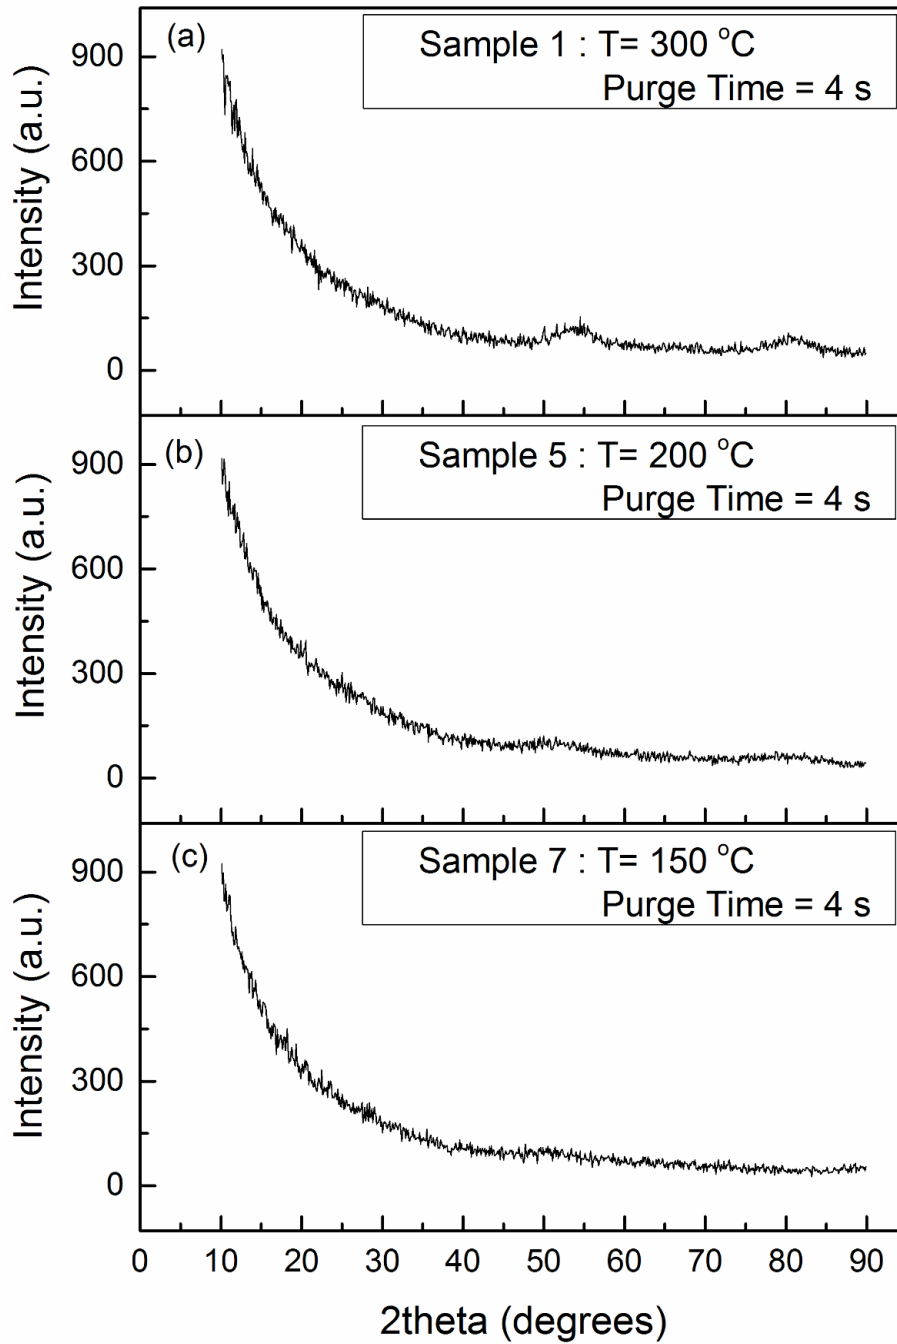 (a)
Sample 1 : T= 300 °C
Purge Time = 4 s
900
600
300
0
Intensity (a.u.)
(b)
Sample 5 : T= 200 °C
Purge Time = 4 s
900
600
300
0
Intensity (a.u.)
(c)
Sample 7 : T= 150 °C
Purge Time = 4 s
900
600
300
0
Intensity (a.u.)
0 10 20 30 40 50 60 70 80 90
2theta (degrees)